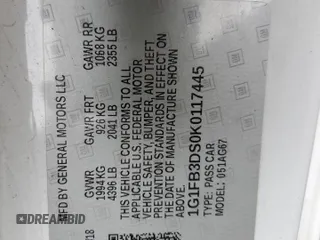 MFD BY GENERAL MOTORS LLC
GVWR GAWR FRT GAWR RR
1994 KG 926 KG 1068 KG
4396 LB 2041 LB 2355 LB
THIS VEHICLE CONFORMS TO ALL
APPLICABLE U.S. FEDERAL MOTOR
VEHICLE SAFETY, BUMPER, AND THEFT
PREVENTION STANDARDS IN EFFECT
ON THE DATE OF MANUFACTURE SHOWN
ABOVE.
1G1FB3DS0K0117445
TYPE: PASS CAR
MODEL: 051AG67
DREAMBID